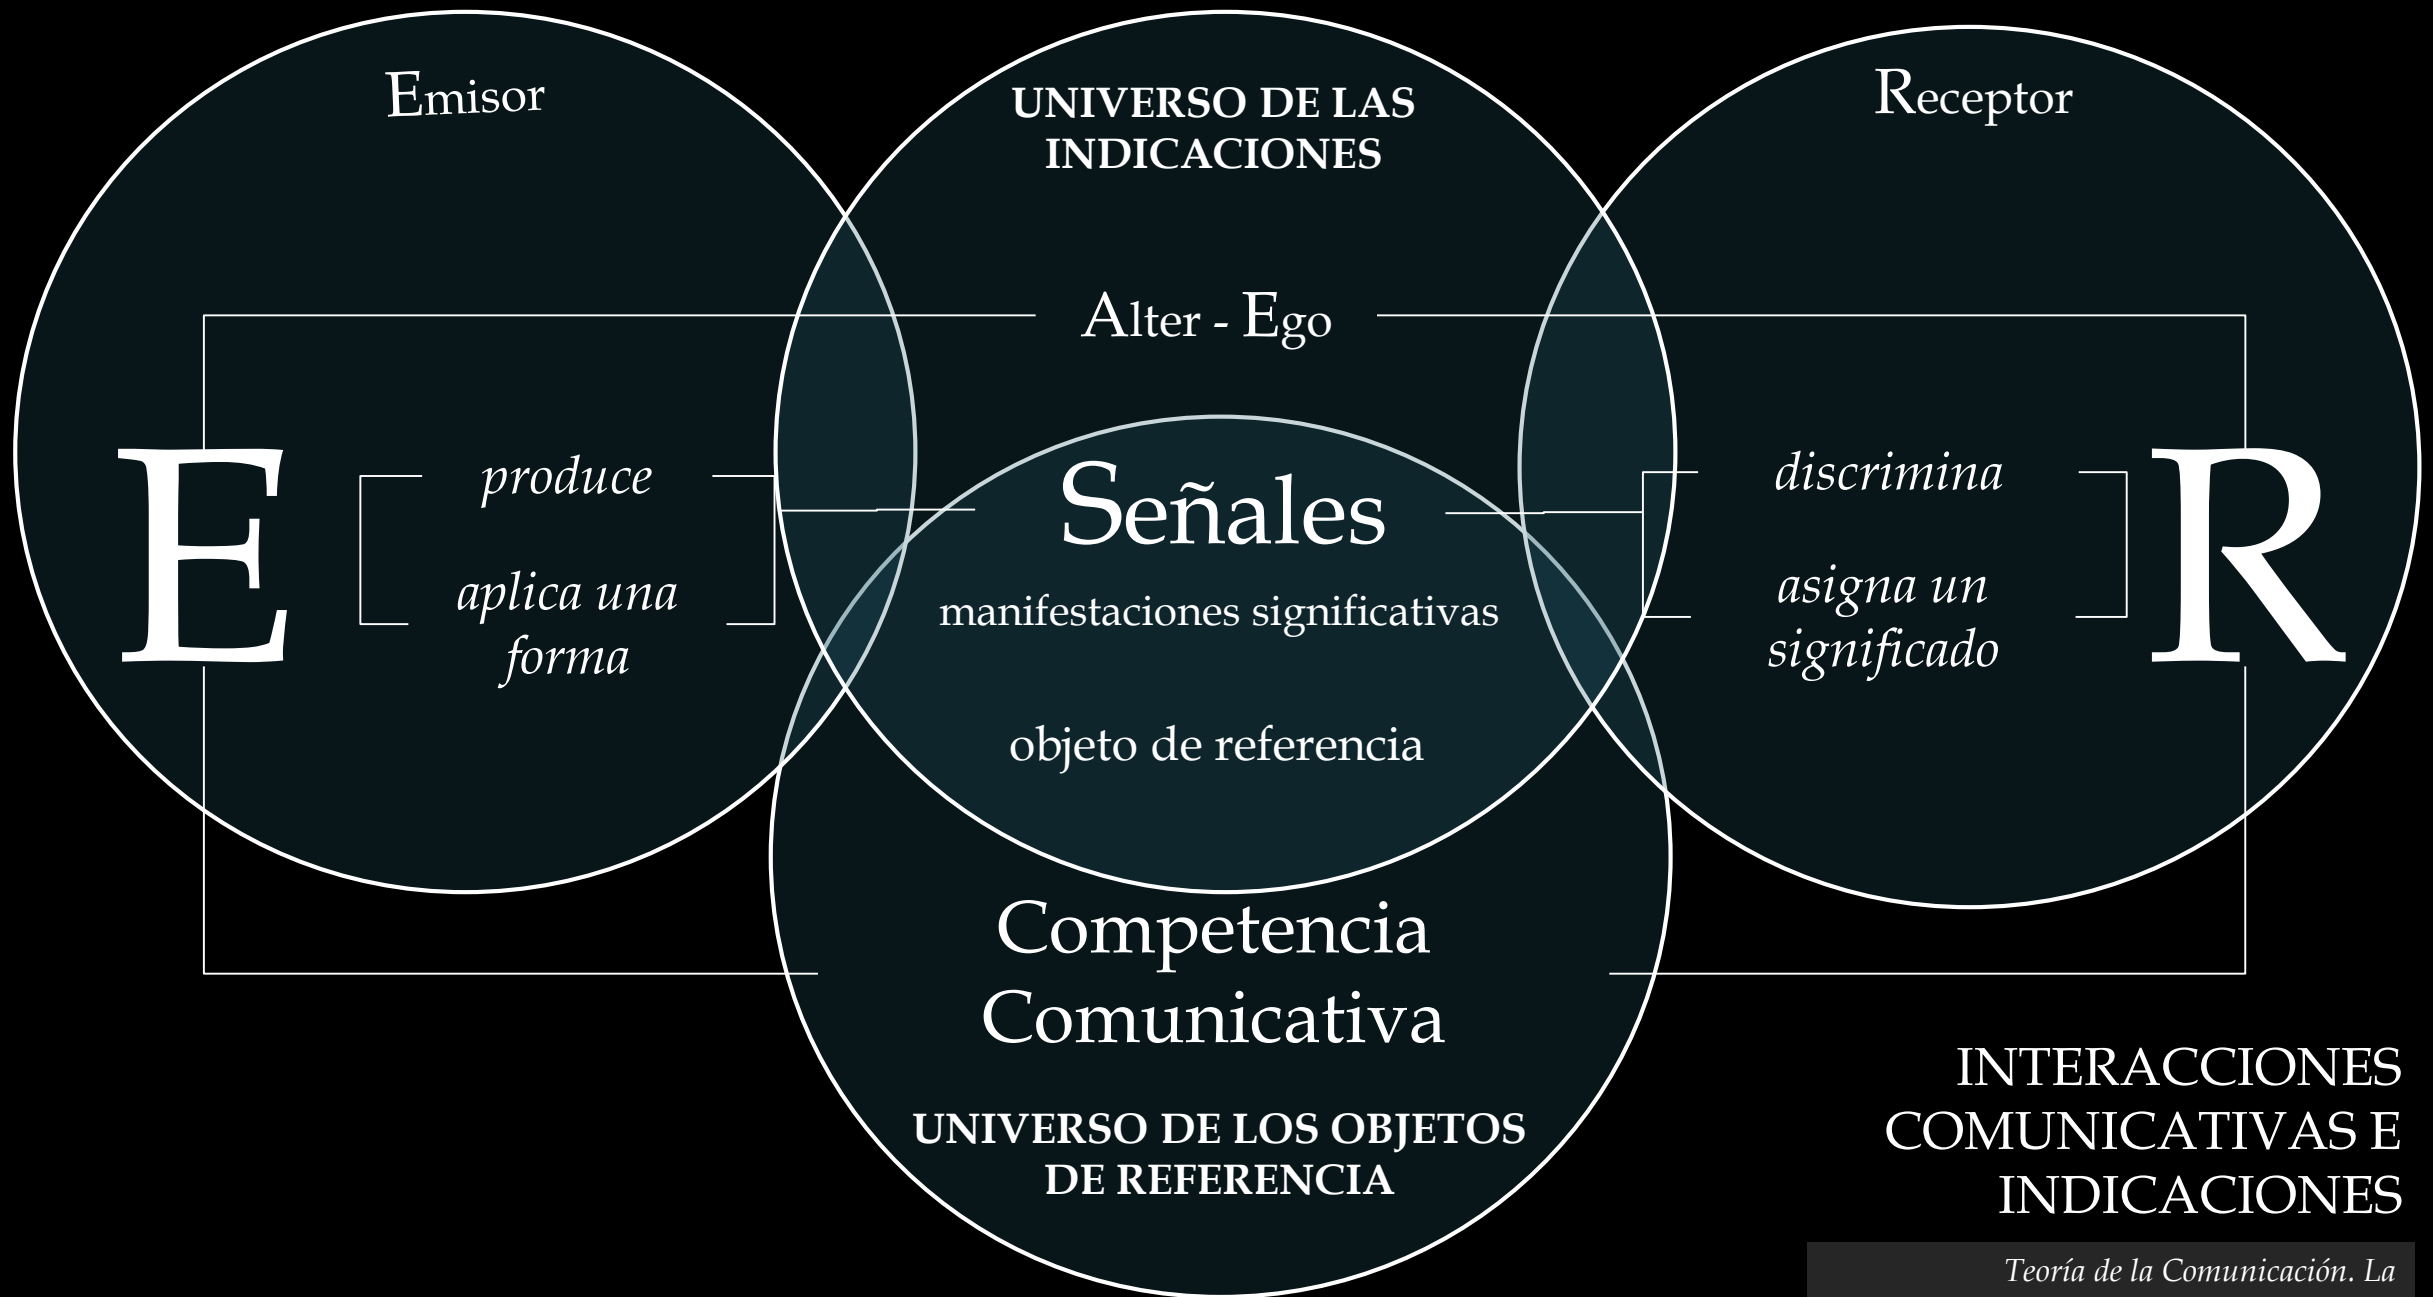 Emisor
UNIVERSO DE LAS
INDICACIONES
Receptor
Alter - Ego
E
produce
aplica una
forma
Señales
manifestaciones significativas
objeto de referencia
discrimina
asigna un
significado
R
Competencia
Comunicativa
UNIVERSO DE LOS OBJETOS
DE REFERENCIA
INTERACCIONES
COMUNICATIVAS E
INDICACIONES
Teoría de la Comunicación. La